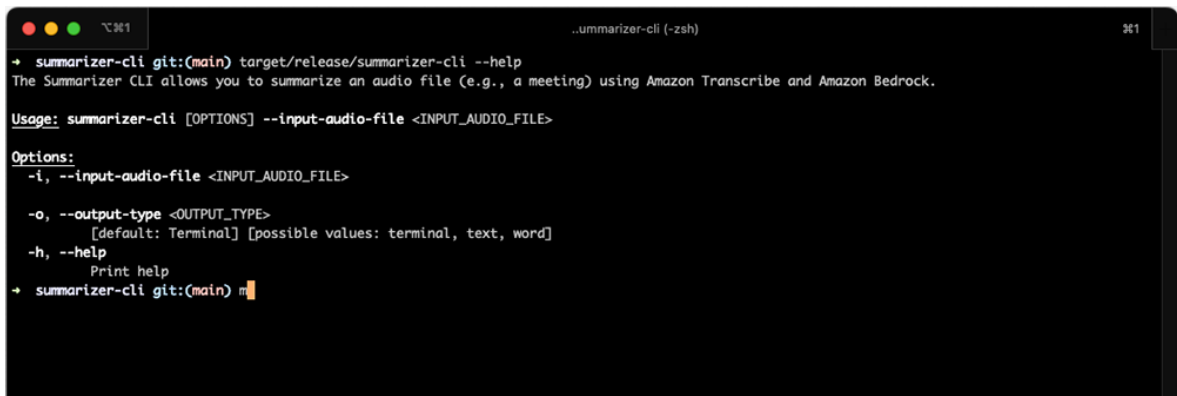 ⌥⌘1 ..ummarizer-cli (-zsh) ⌘1
→ summarizer-cli git:(main) target/release/summarizer-cli --help
The Summarizer CLI allows you to summarize an audio file (e.g., a meeting) using Amazon Transcribe and Amazon Bedrock.
Usage: summarizer-cli [OPTIONS] --input-audio-file <INPUT_AUDIO_FILE>
Options:
-i, --input-audio-file <INPUT_AUDIO_FILE>
-o, --output-type <OUTPUT_TYPE>
[default: Terminal] [possible values: terminal, text, word]
-h, --help
Print help
→ summarizer-cli git:(main) m